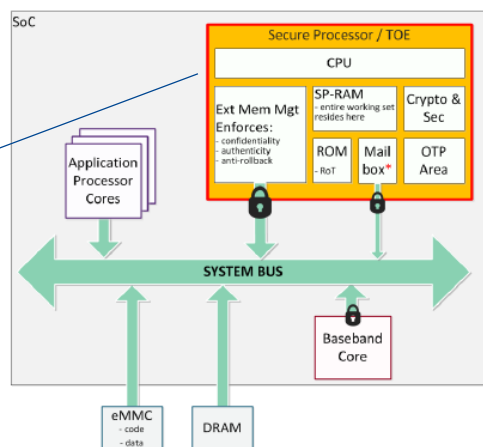 SoC
Secure Processor / TOE
CPU
Ext Mem Mgt
Enforces:
- confidentiality
- authenticity
- anti-rollback
SP-RAM
- entire working set
resides here
Crypto &
Sec
ROM
- RoT
Mail
box*
OTP
Area
Application
Processor
Cores
SYSTEM BUS
Baseband
Core
eMMC
- code
- data
DRAM